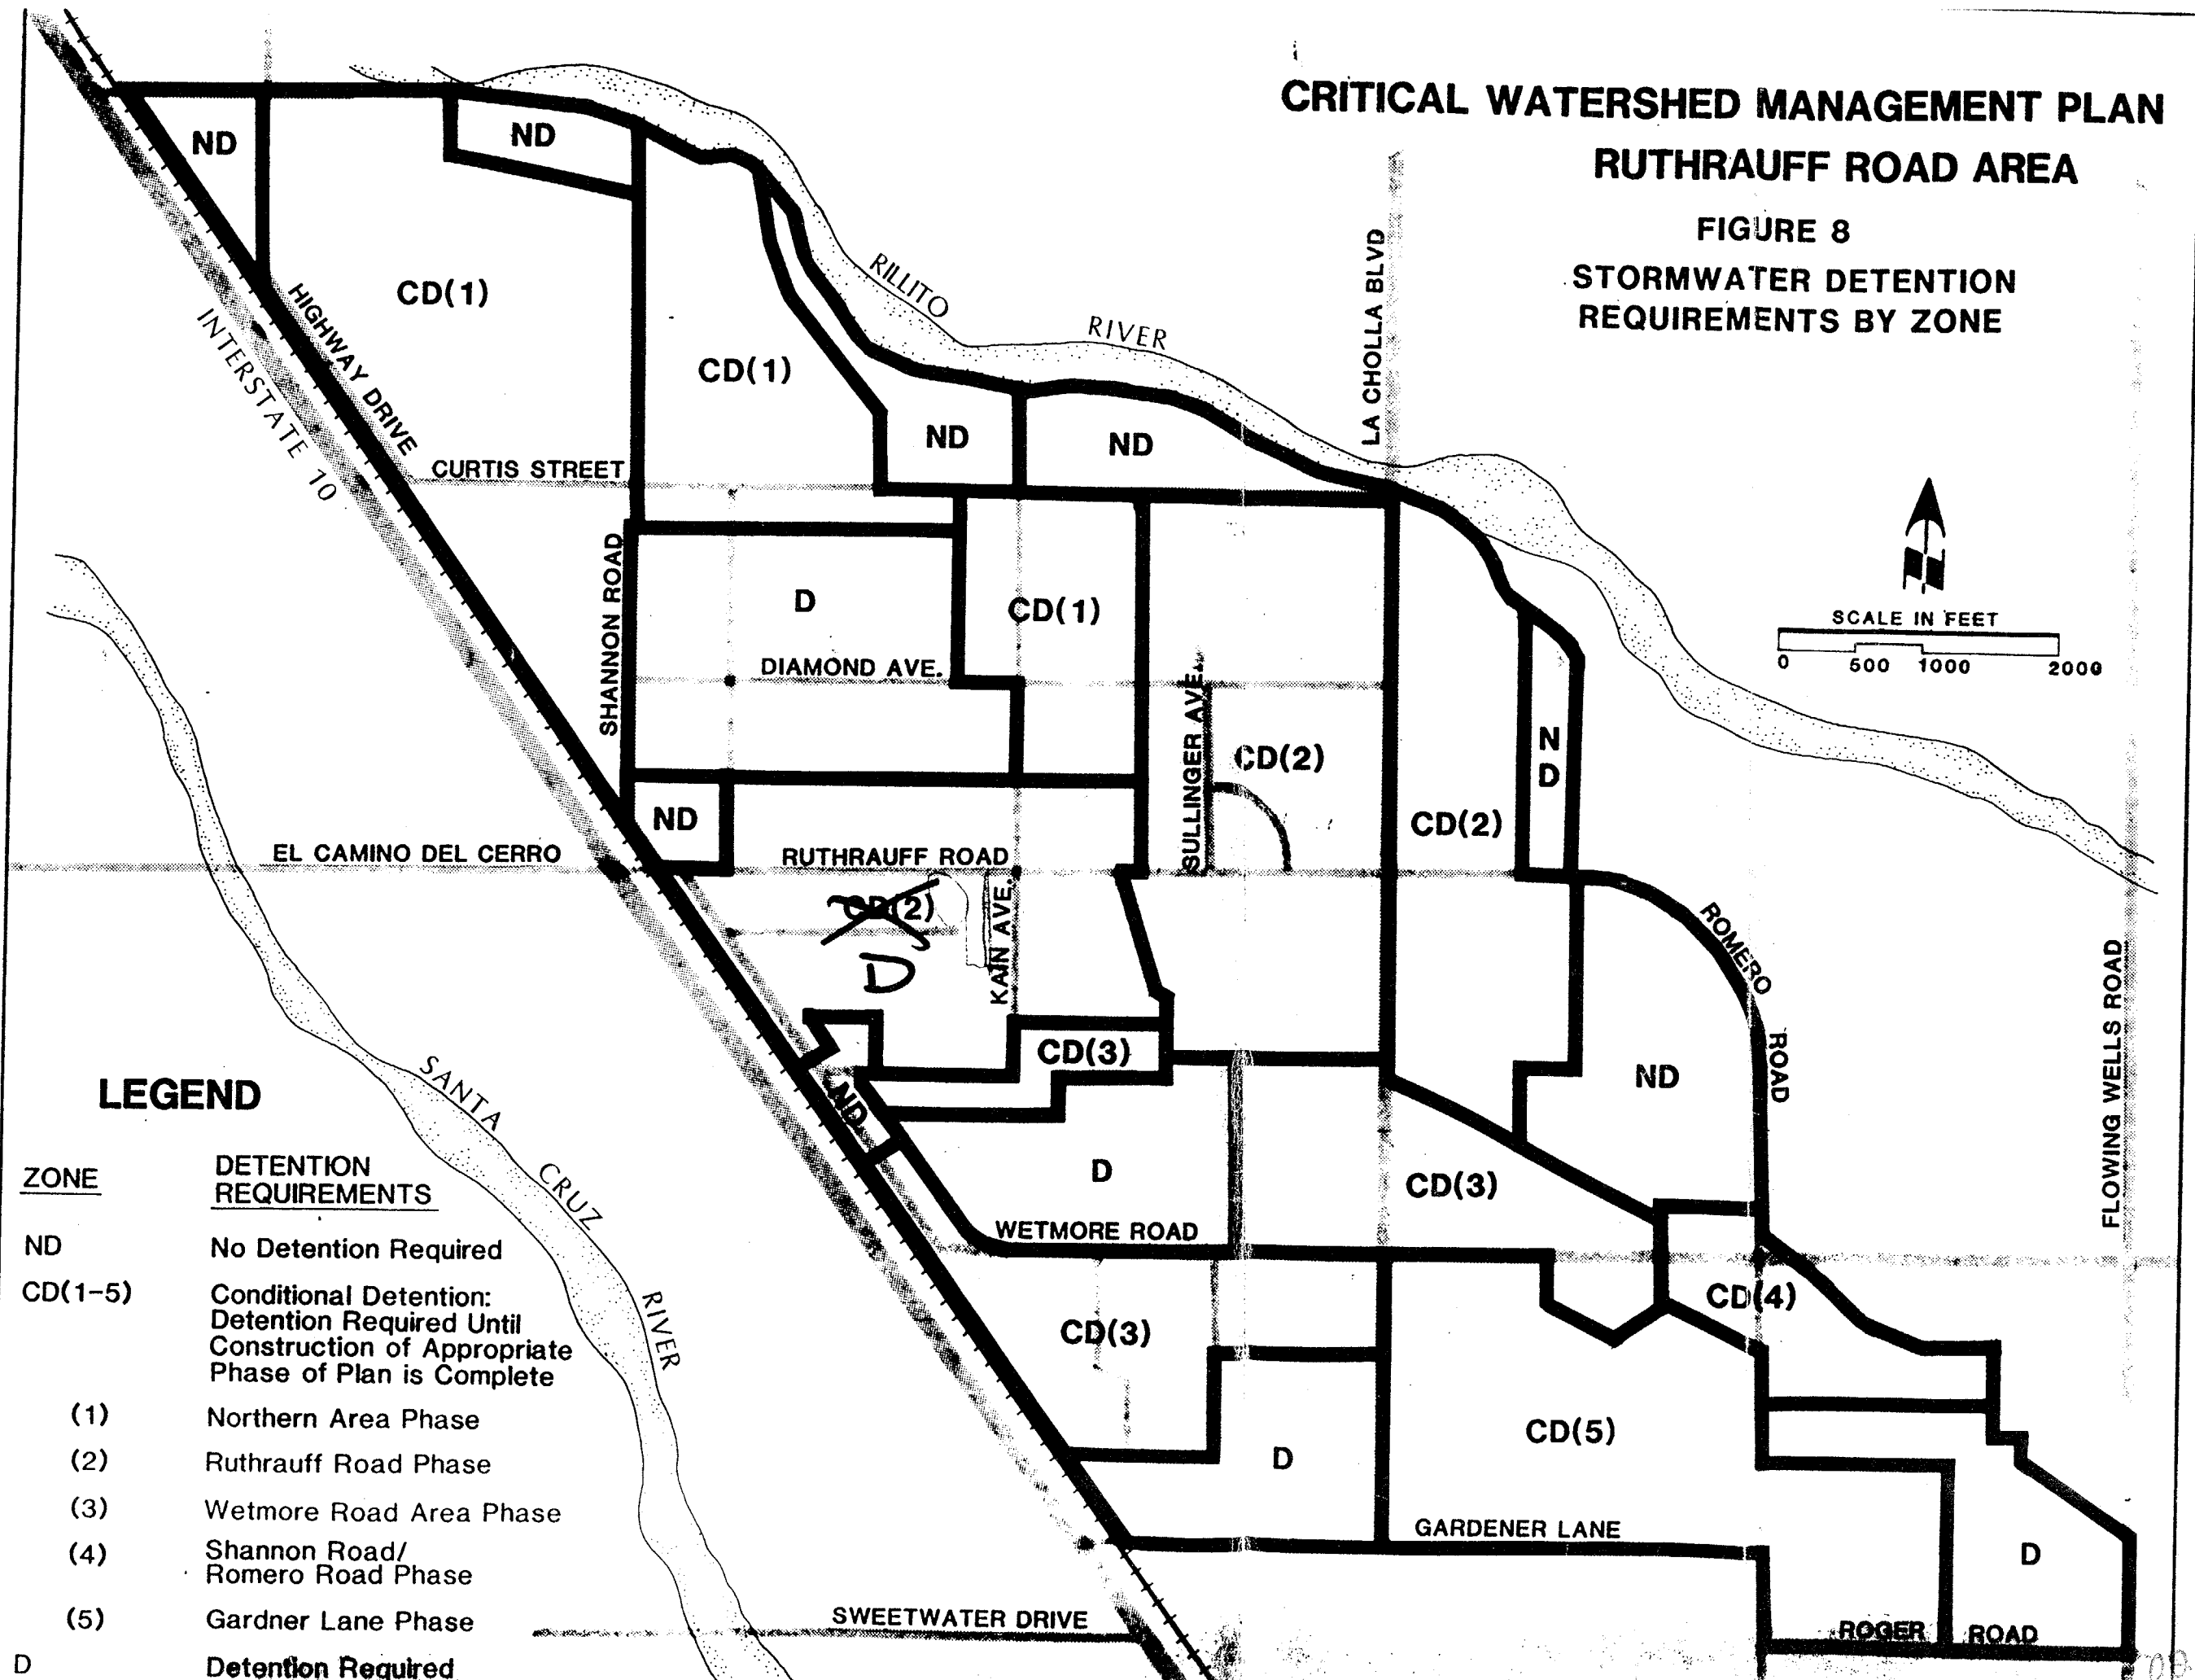 CRITICAL WATERSHED MANAGEMENT PLAN
RUTHRAUFF ROAD AREA
FIGURE 8
STORMWATER DETENTION
REQUIREMENTS BY ZONE
ND
ND
CD(1)
CD(1)
RILLITO
RIVER
LA CHOLLA BLVD
HIGHWAY DRIVE
INTERSTATE 10
ND
ND
CURTIS STREET
SHANNON ROAD
D
CD(1)
DIAMOND AVE.
SULLINGER AVE.
CD(2)
CD(2)
N
D
SCALE IN FEET
0 500 1000 2000
ND
EL CAMINO DEL CERRO
RUTHRAUFF ROAD
CD(2)
D
KAIN AVE.
ROMERO
ROAD
FLOWING WELLS ROAD
CD(3)
ND
ND
D
CD(3)
WETMORE ROAD
CD(3)
CD(4)
D
CD(5)
GARDENER LANE
D
SWEETWATER DRIVE
ROGER ROAD
SANTA
CRUZ
RIVER
LEGEND
ZONE
DETENTION
REQUIREMENTS
ND No Detention Required
CD(1-5) Conditional Detention:
Detention Required Until
Construction of Appropriate
Phase of Plan is Complete
(1) Northern Area Phase
(2) Ruthrauff Road Phase
(3) Wetmore Road Area Phase
(4) Shannon Road/
Romero Road Phase
(5) Gardner Lane Phase
D Detention Required